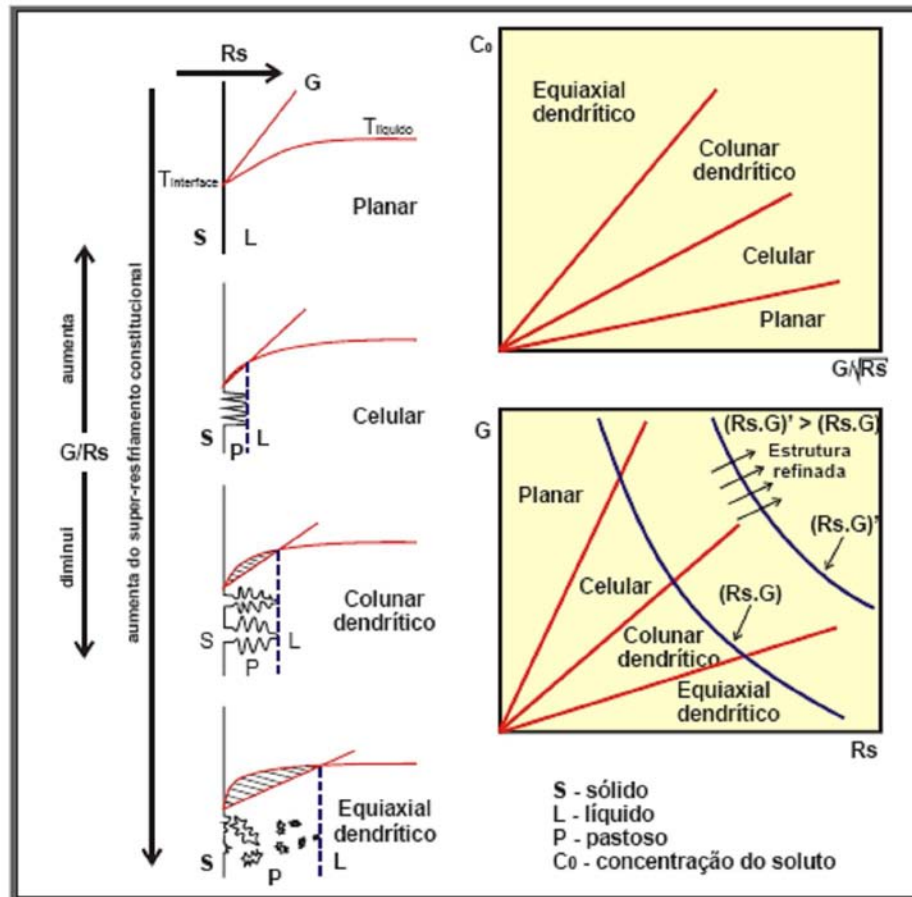 Rs
G
Tlíquido
TInterface
S L
Planar
aumenta
G/Rs
diminui
aumenta do super-resfriamento constitucional
S P L
Celular
S P L
Colunar
dendrítico
S P L
Equiaxial
dendrítico
C₀
Equiaxial
dendrítico
Colunar
dendrítico
Celular
Planar
G/√Rs
G
(Rs.G)’ > (Rs.G)
Estrutura
refinada
Planar
(Rs.G)’
Celular
(Rs.G)
Colunar
dendrítico
Equiaxial
dendrítico
Rs
S - sólido
L - líquido
P - pastoso
C₀ - concentração do soluto